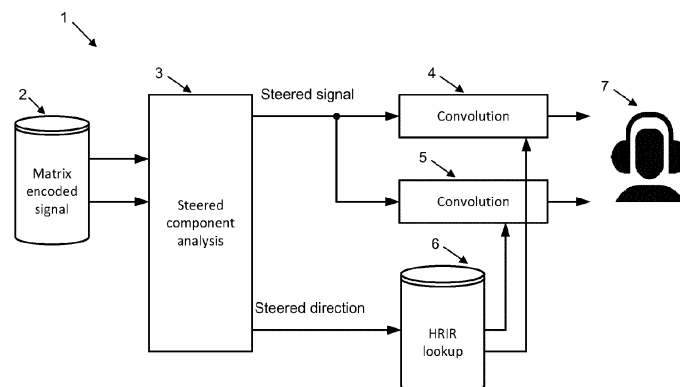 1
2
3
4
7
Steered signal
Convolution
Matrix
encoded
signal
5
Convolution
Steered
component
analysis
6
Steered direction
HRIR
lookup